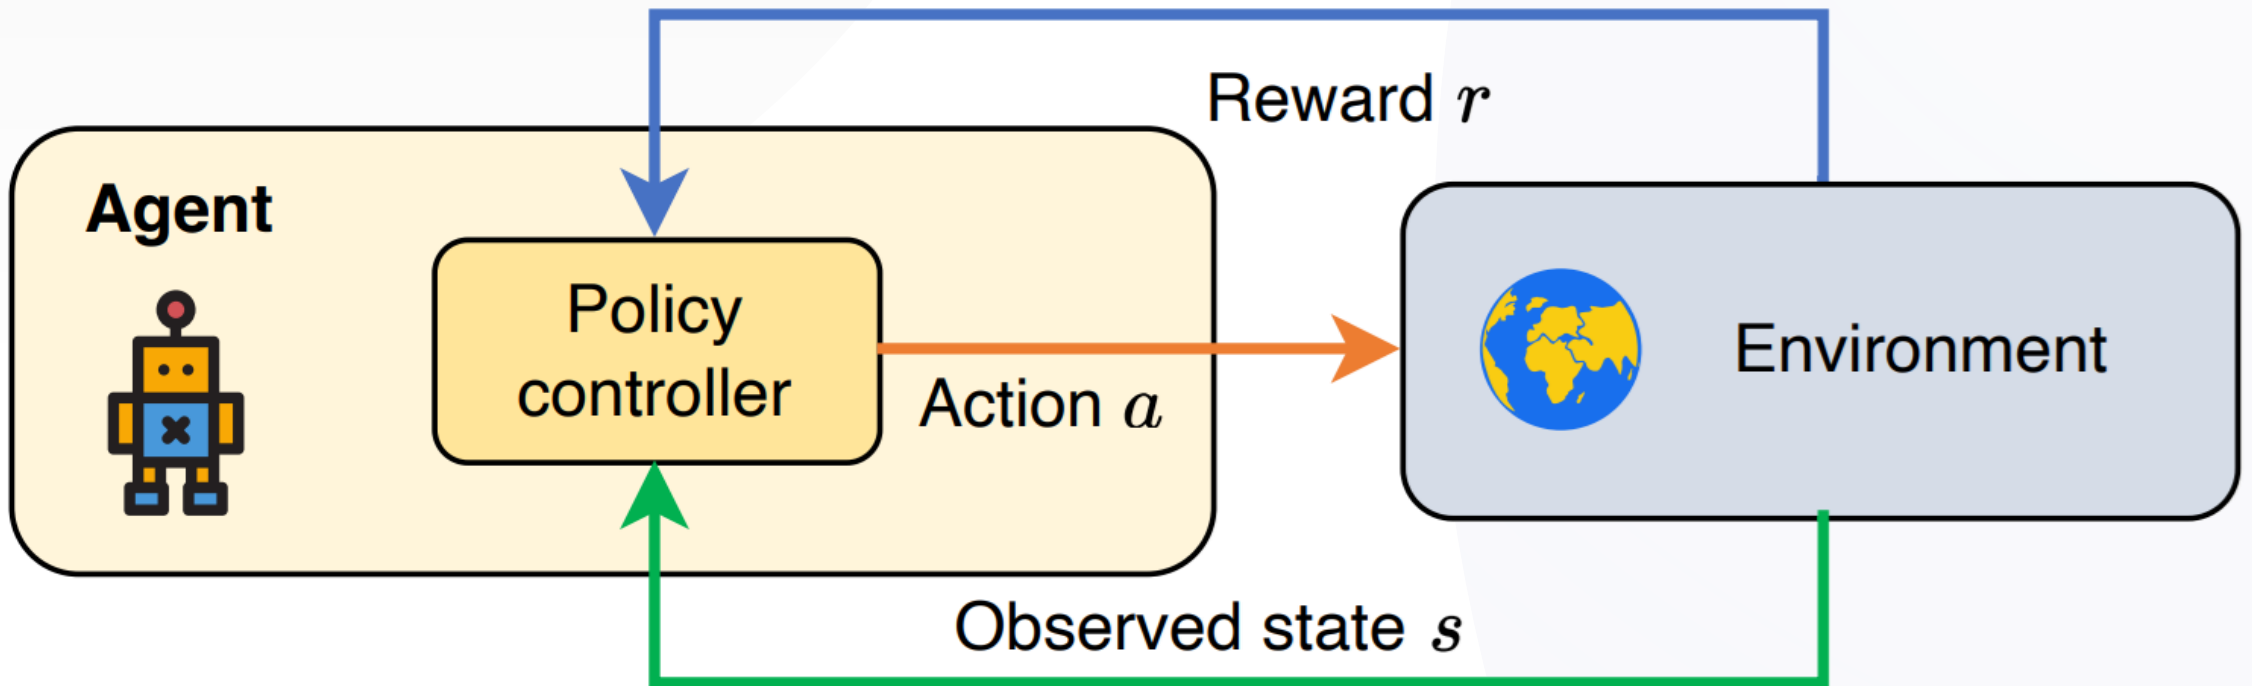 Reward r
Agent
Policy
controller
Action a
Environment
Observed state s